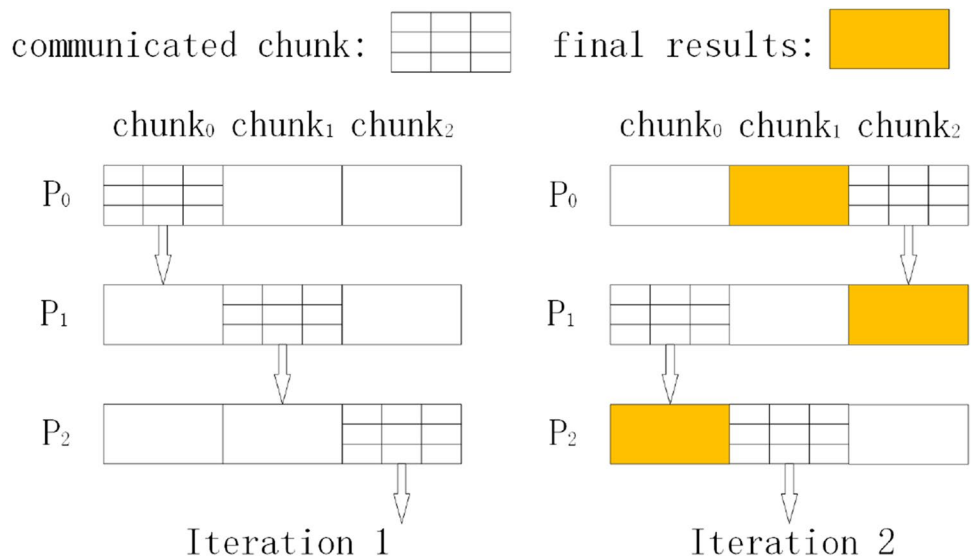 communicated chunk: final results:
chunk₀ chunk₁ chunk₂ chunk₀ chunk₁ chunk₂
P₀ P₀
P₁ P₁
P₂ P₂
Iteration 1 Iteration 2